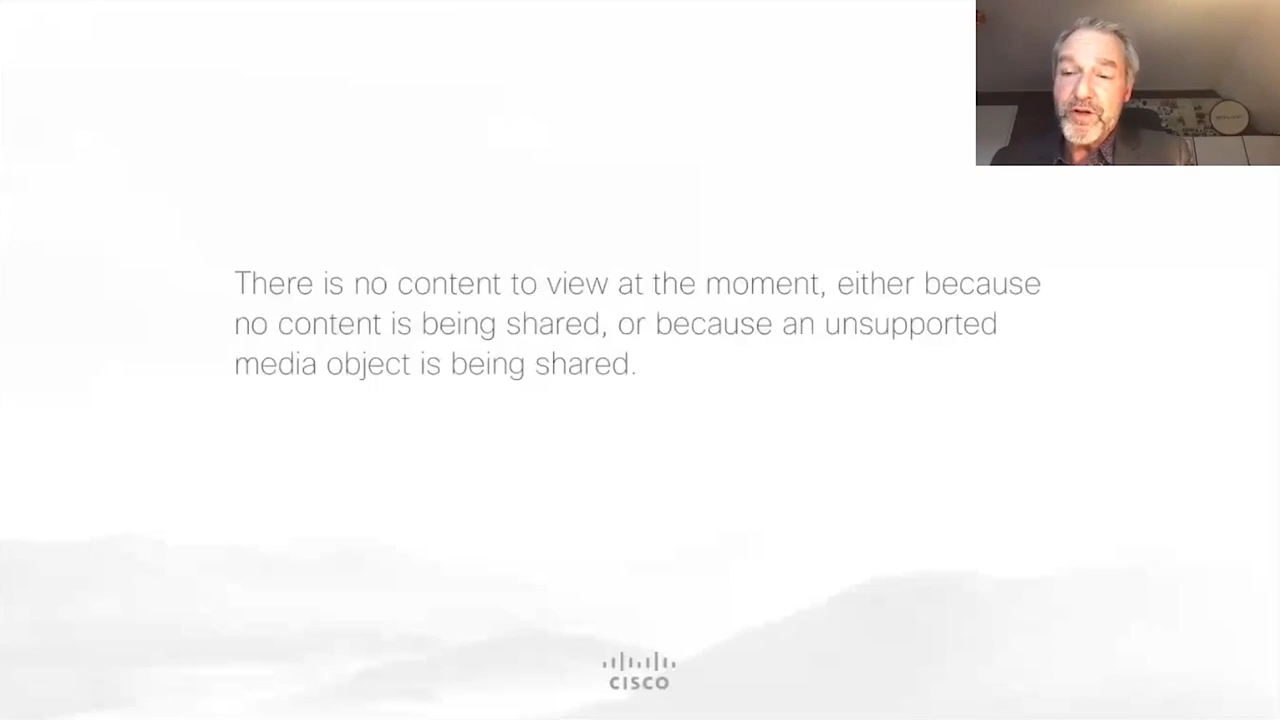 There is no content to view at the moment, either because
no content is being shared, or because an unsupported
media object is being shared.
CISCO